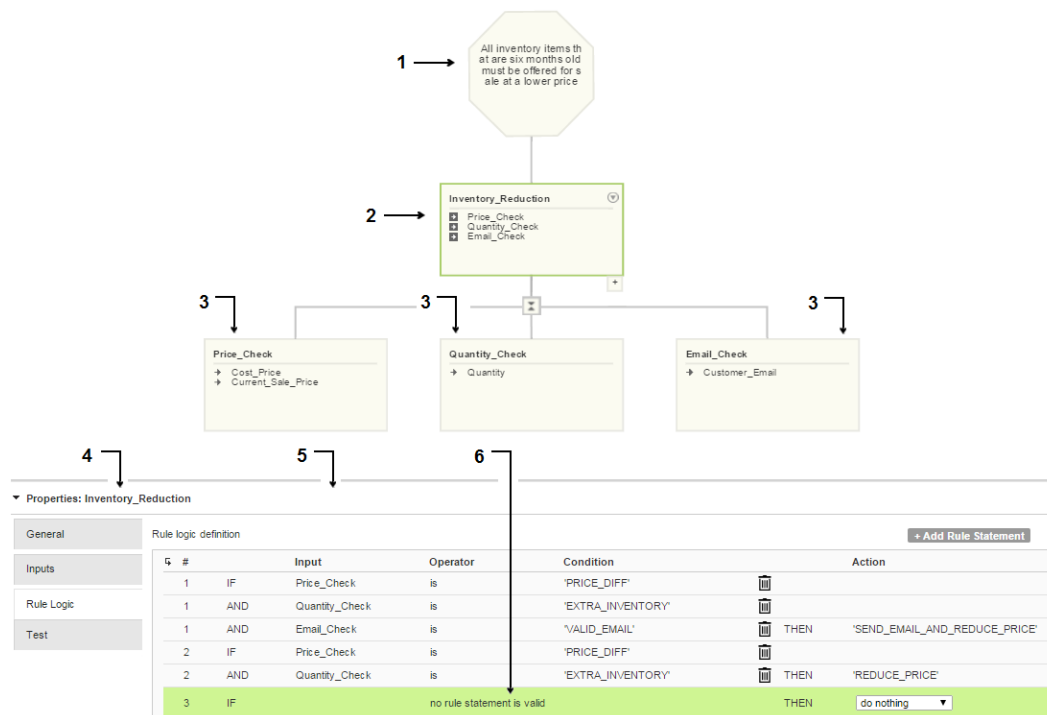 1
All inventory items th
at are six months old
must be offered for s
ale at a lower price
2
Inventory_Reduction
Price_Check
Quantity_Check
Email_Check
3
3
3
Price_Check
Cost_Price
Current_Sale_Price
Quantity_Check
Quantity
Email_Check
Customer_Email
4
5
6
Properties: Inventory_Reduction
General
Inputs
Rule Logic
Test
Rule logic definition
+ Add Rule Statement
# Input Operator Condition Action
1 IF Price_Check is 'PRICE_DIFF'
1 AND Quantity_Check is 'EXTRA_INVENTORY'
1 AND Email_Check is 'VALID_EMAIL' THEN 'SEND_EMAIL_AND_REDUCE_PRICE'
2 IF Price_Check is 'PRICE_DIFF'
2 AND Quantity_Check is 'EXTRA_INVENTORY' THEN 'REDUCE_PRICE'
3 IF no rule statement is valid THEN do nothing